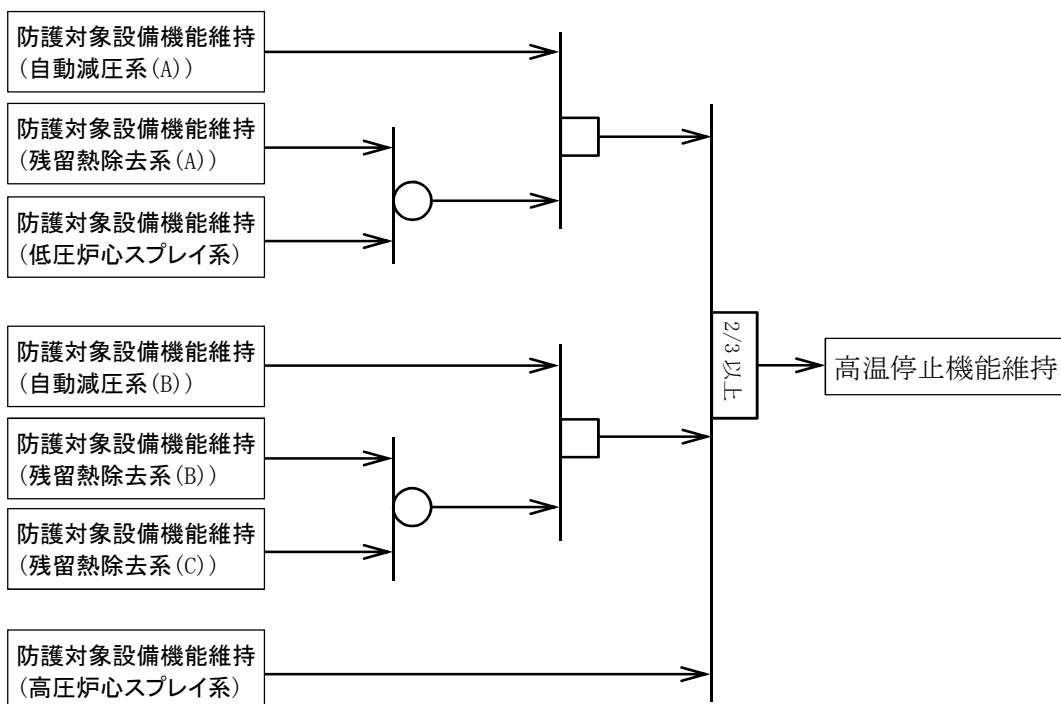 防護対象設備機能維持
(自動減圧系(A))
防護対象設備機能維持
(残留熱除去系(A))
防護対象設備機能維持
(低圧炉心スプレイ系)
防護対象設備機能維持
(自動減圧系(B))
防護対象設備機能維持
(残留熱除去系(B))
防護対象設備機能維持
(残留熱除去系(C))
防護対象設備機能維持
(高圧炉心スプレイ系)
2/3 以上
高温停止機能維持